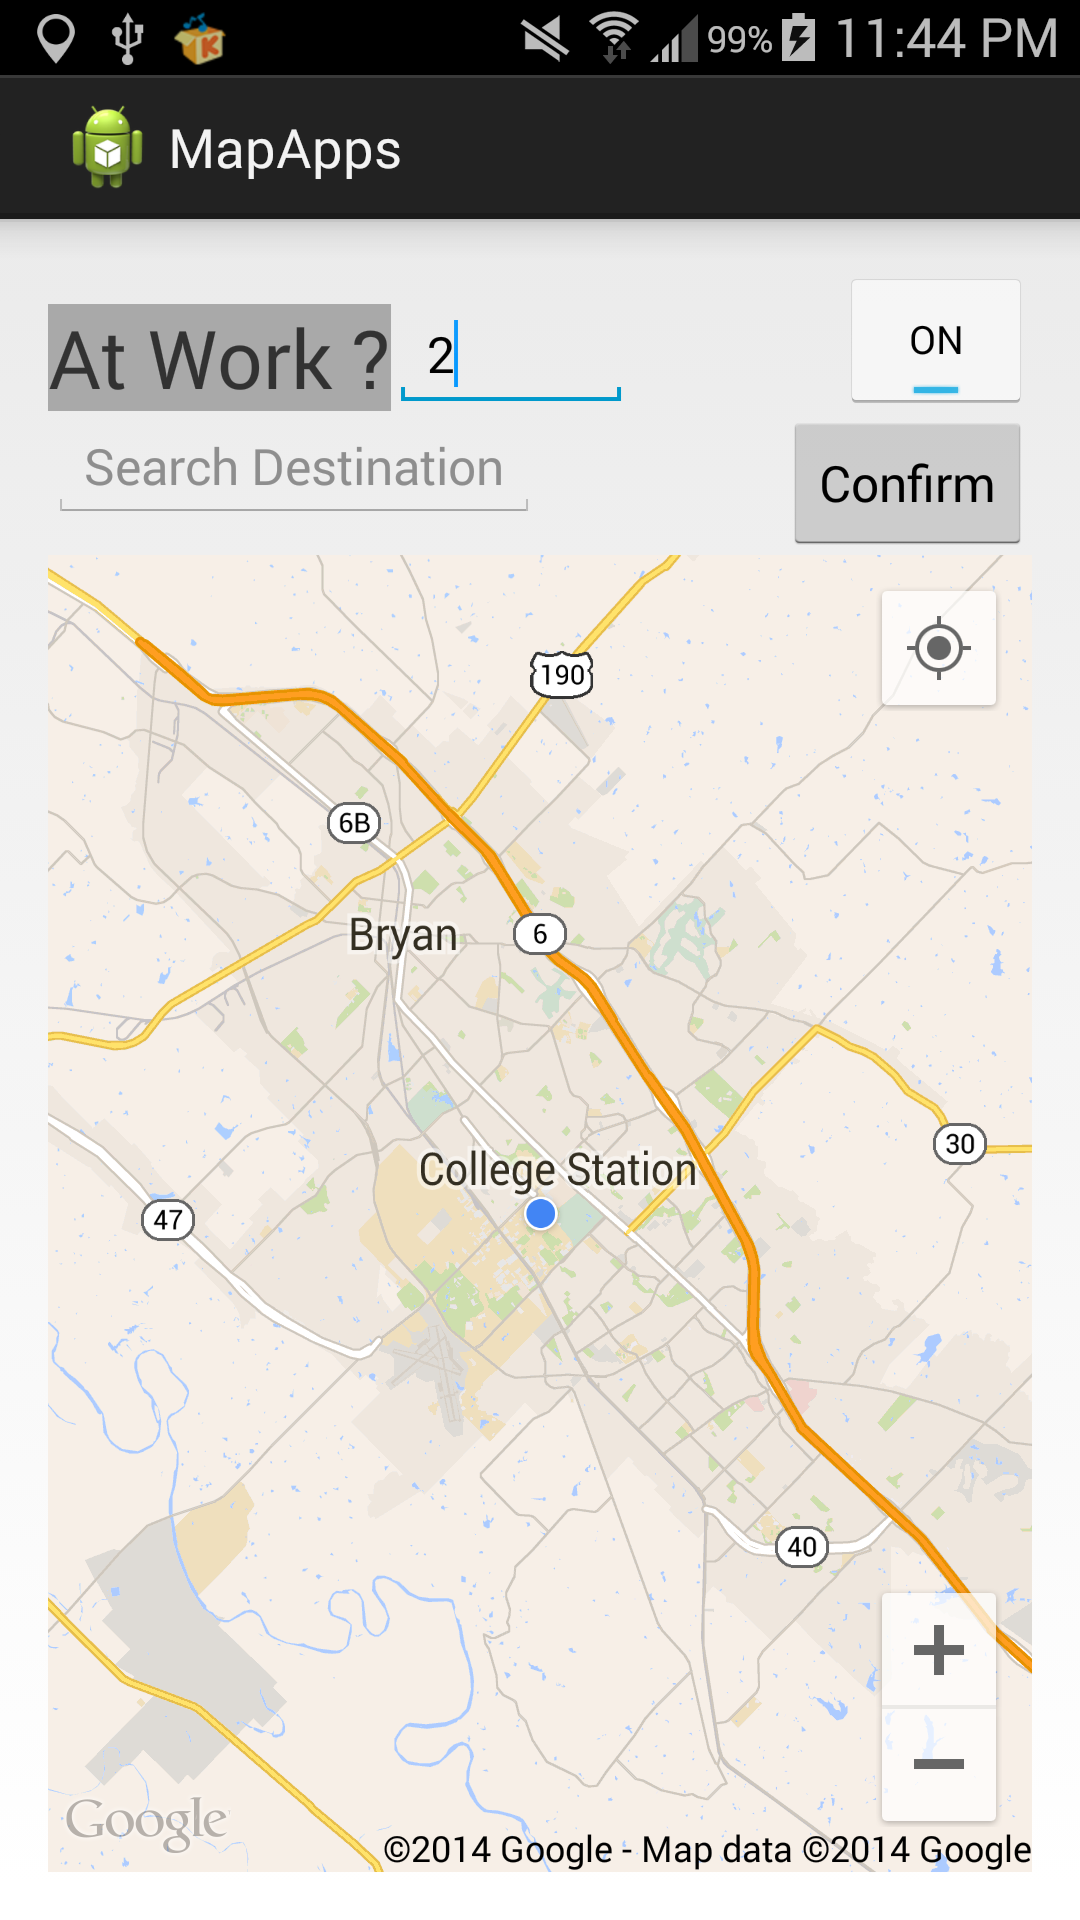 99% 11:44 PM
MapApps
At Work ? 2 ON
Search Destination Confirm
190
6B
Bryan 6
30
College Station
47
40
+
−
Google
©2014 Google - Map data ©2014 Google